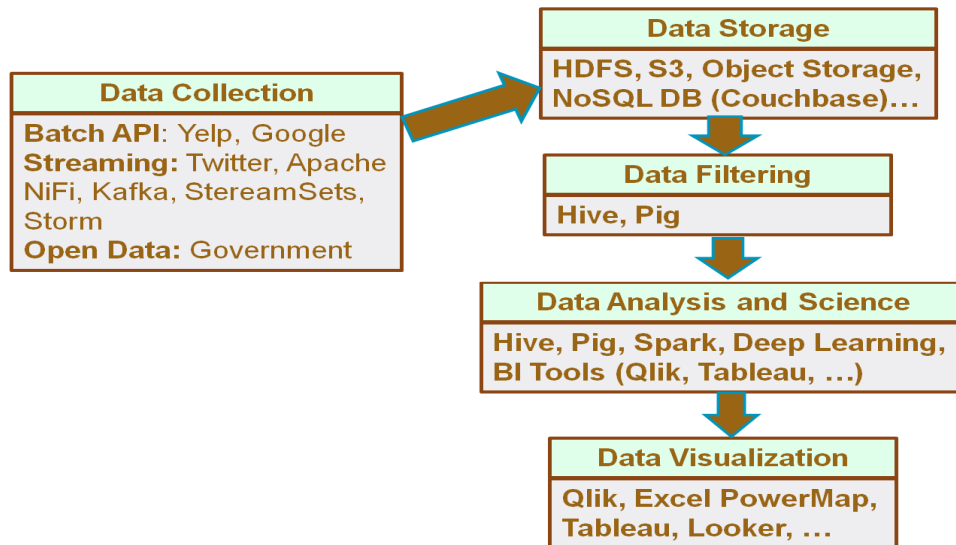 Data Collection
Batch API: Yelp, Google
Streaming: Twitter, Apache
NiFi, Kafka, StereamSets,
Storm
Open Data: Government
Data Storage
HDFS, S3, Object Storage,
NoSQL DB (Couchbase)...
Data Filtering
Hive, Pig
Data Analysis and Science
Hive, Pig, Spark, Deep Learning,
BI Tools (Qlik, Tableau, ...)
Data Visualization
Qlik, Excel PowerMap,
Tableau, Looker, ...